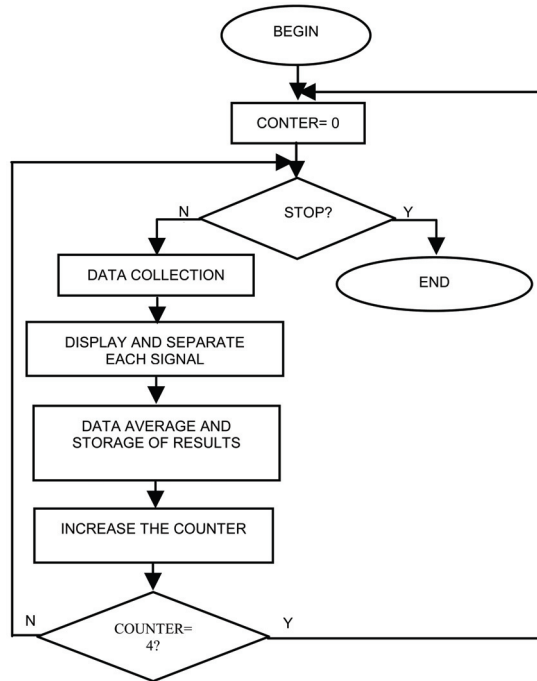 BEGIN
CONTER= 0
STOP?
N
Y
DATA COLLECTION
END
DISPLAY AND SEPARATE
EACH SIGNAL
DATA AVERAGE AND
STORAGE OF RESULTS
INCREASE THE COUNTER
N
COUNTER=
4?
Y